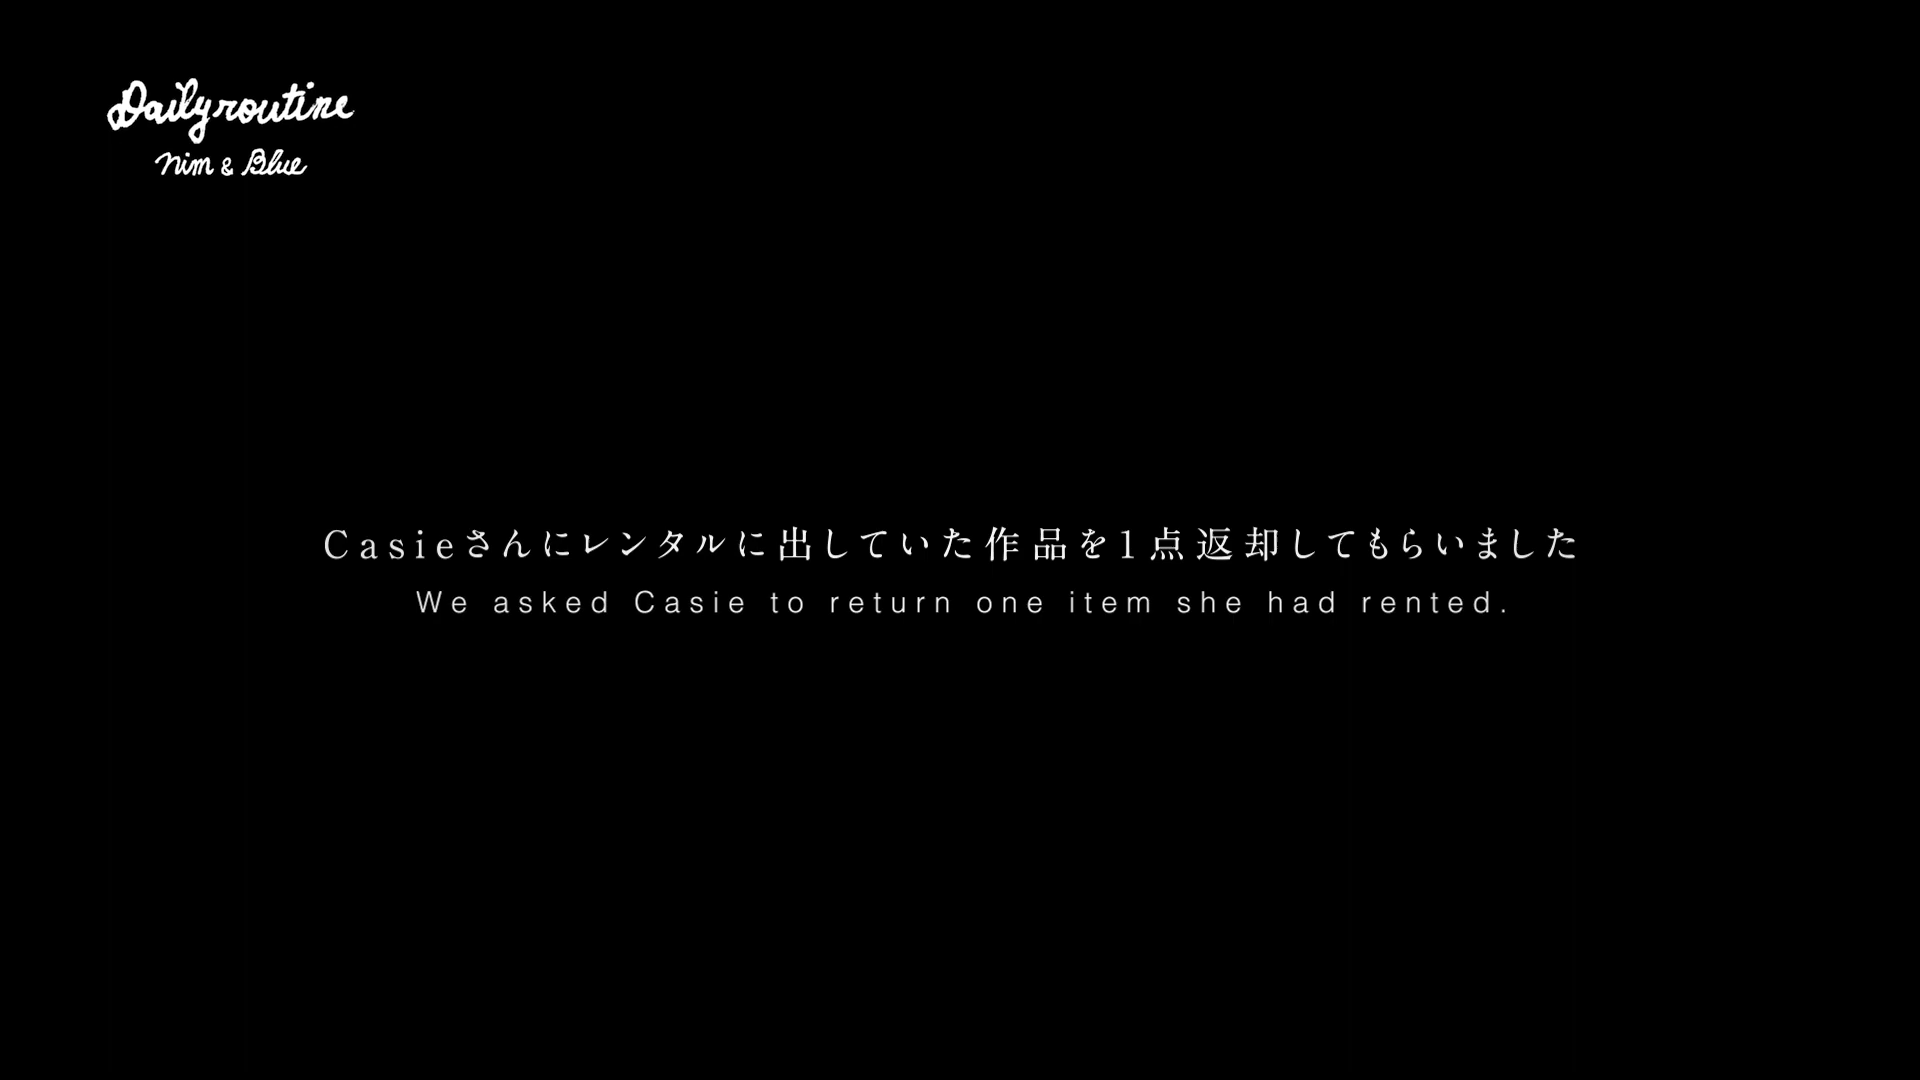 Dailyroutine
Nim & Blue
Casieさんにレンタルに出していた作品を1点返却してもらいました
We asked Casie to return one item she had rented.